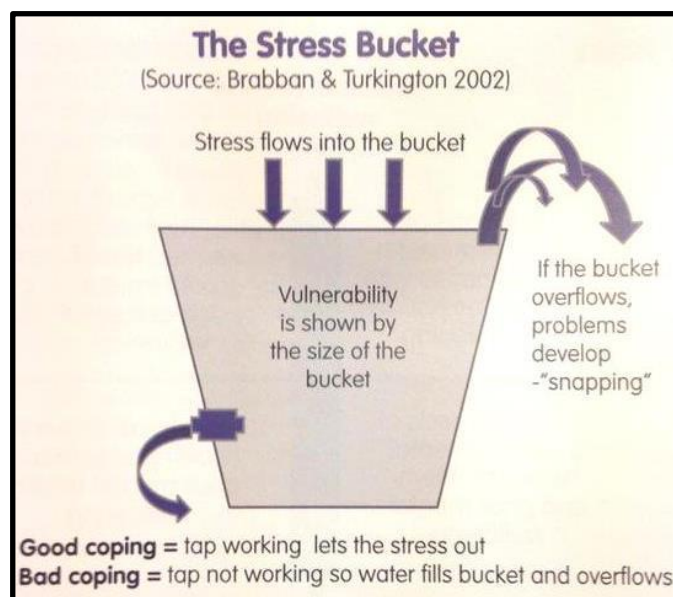 The Stress Bucket
(Source: Brabban & Turkington 2002)
Stress flows into the bucket
Vulnerability
is shown by
the size of the
bucket
If the bucket
overflows,
problems
develop
-"snapping"
Good coping = tap working lets the stress out
Bad coping = tap not working so water fills bucket and overflows